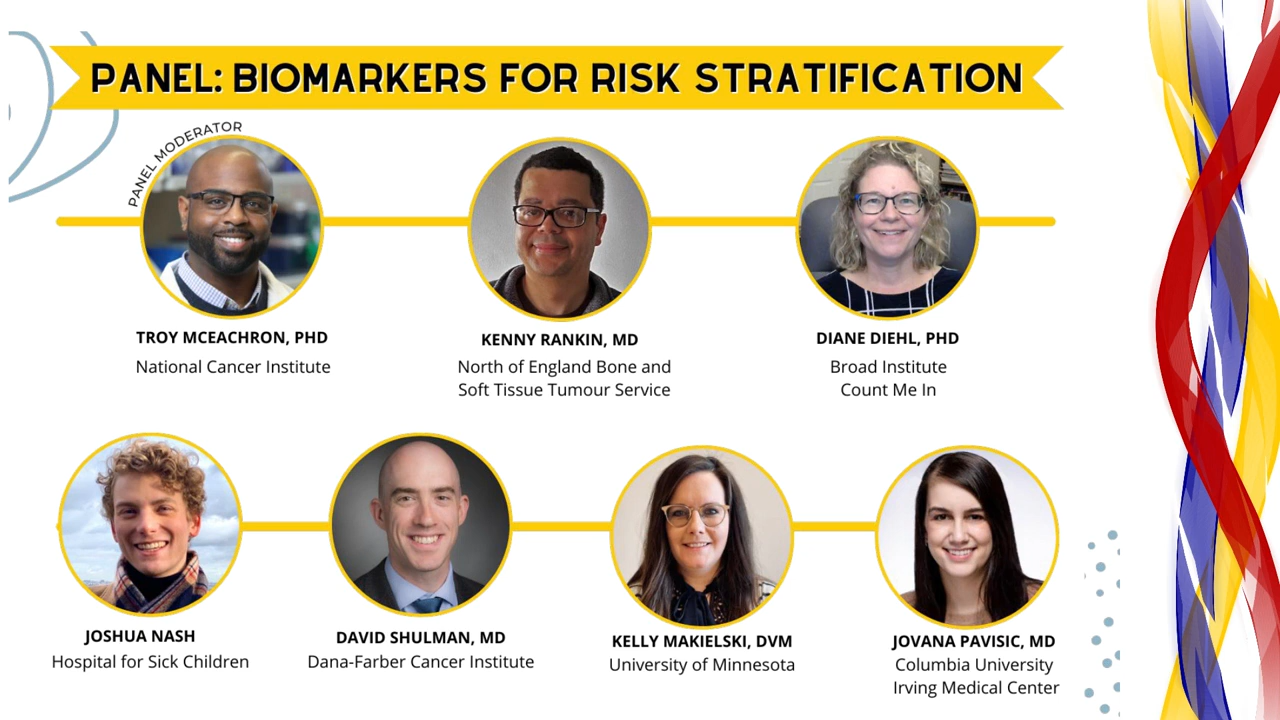 PANEL: BIOMARKERS FOR RISK STRATIFICATION
PANEL MODERATOR
TROY MCEACHRON, PHD
National Cancer Institute
KENNY RANKIN, MD
North of England Bone and
Soft Tissue Tumour Service
DIANE DIEHL, PHD
Broad Institute
Count Me In
JOSHUA NASH
Hospital for Sick Children
DAVID SHULMAN, MD
Dana-Farber Cancer Institute
KELLY MAKIELSKI, DVM
University of Minnesota
JOVANA PAVISIC, MD
Columbia University
Irving Medical Center